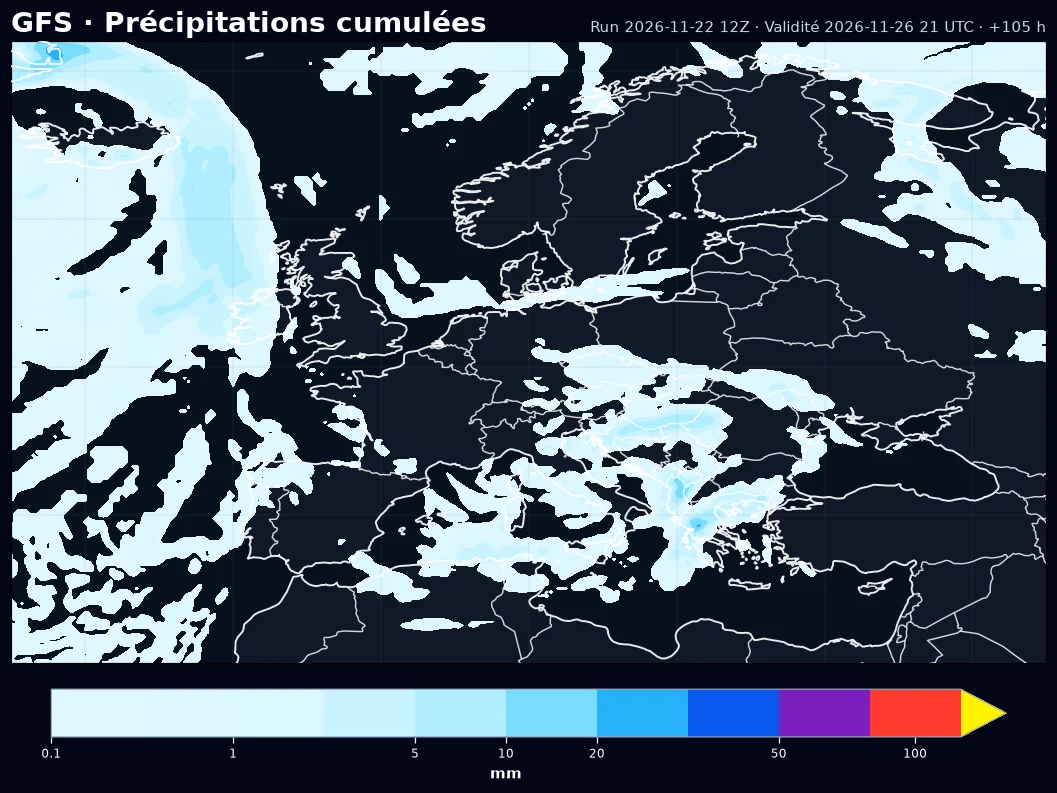 GFS · Précipitations cumulées
Run 2026-11-22 12Z · Validité 2026-11-26 21 UTC · +105 h
0.1 1 5 10 20 50 100
mm